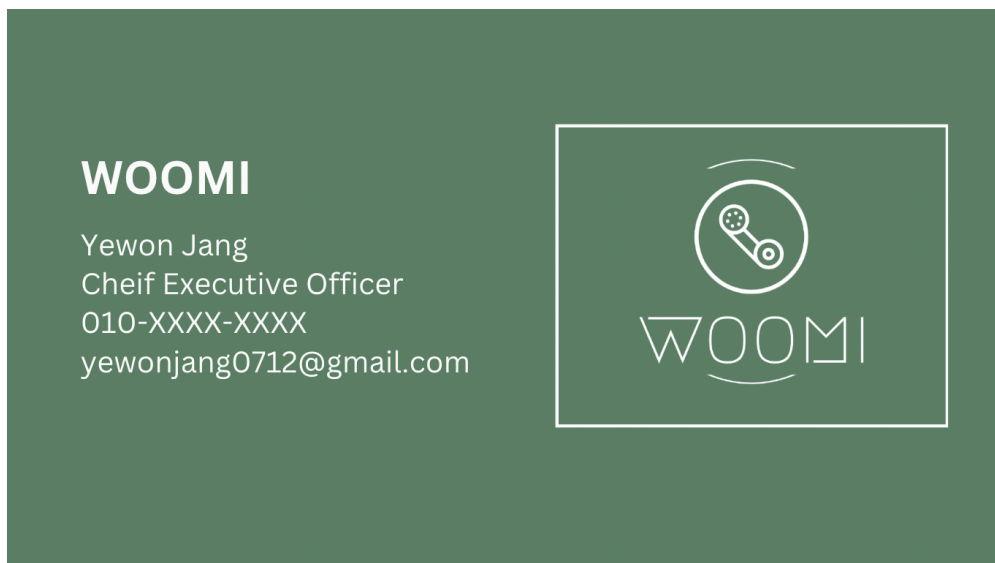 WOOMI
Yewon Jang
Cheif Executive Officer
010-XXXX-XXXX
yewonjang0712@gmail.com
WOOMI